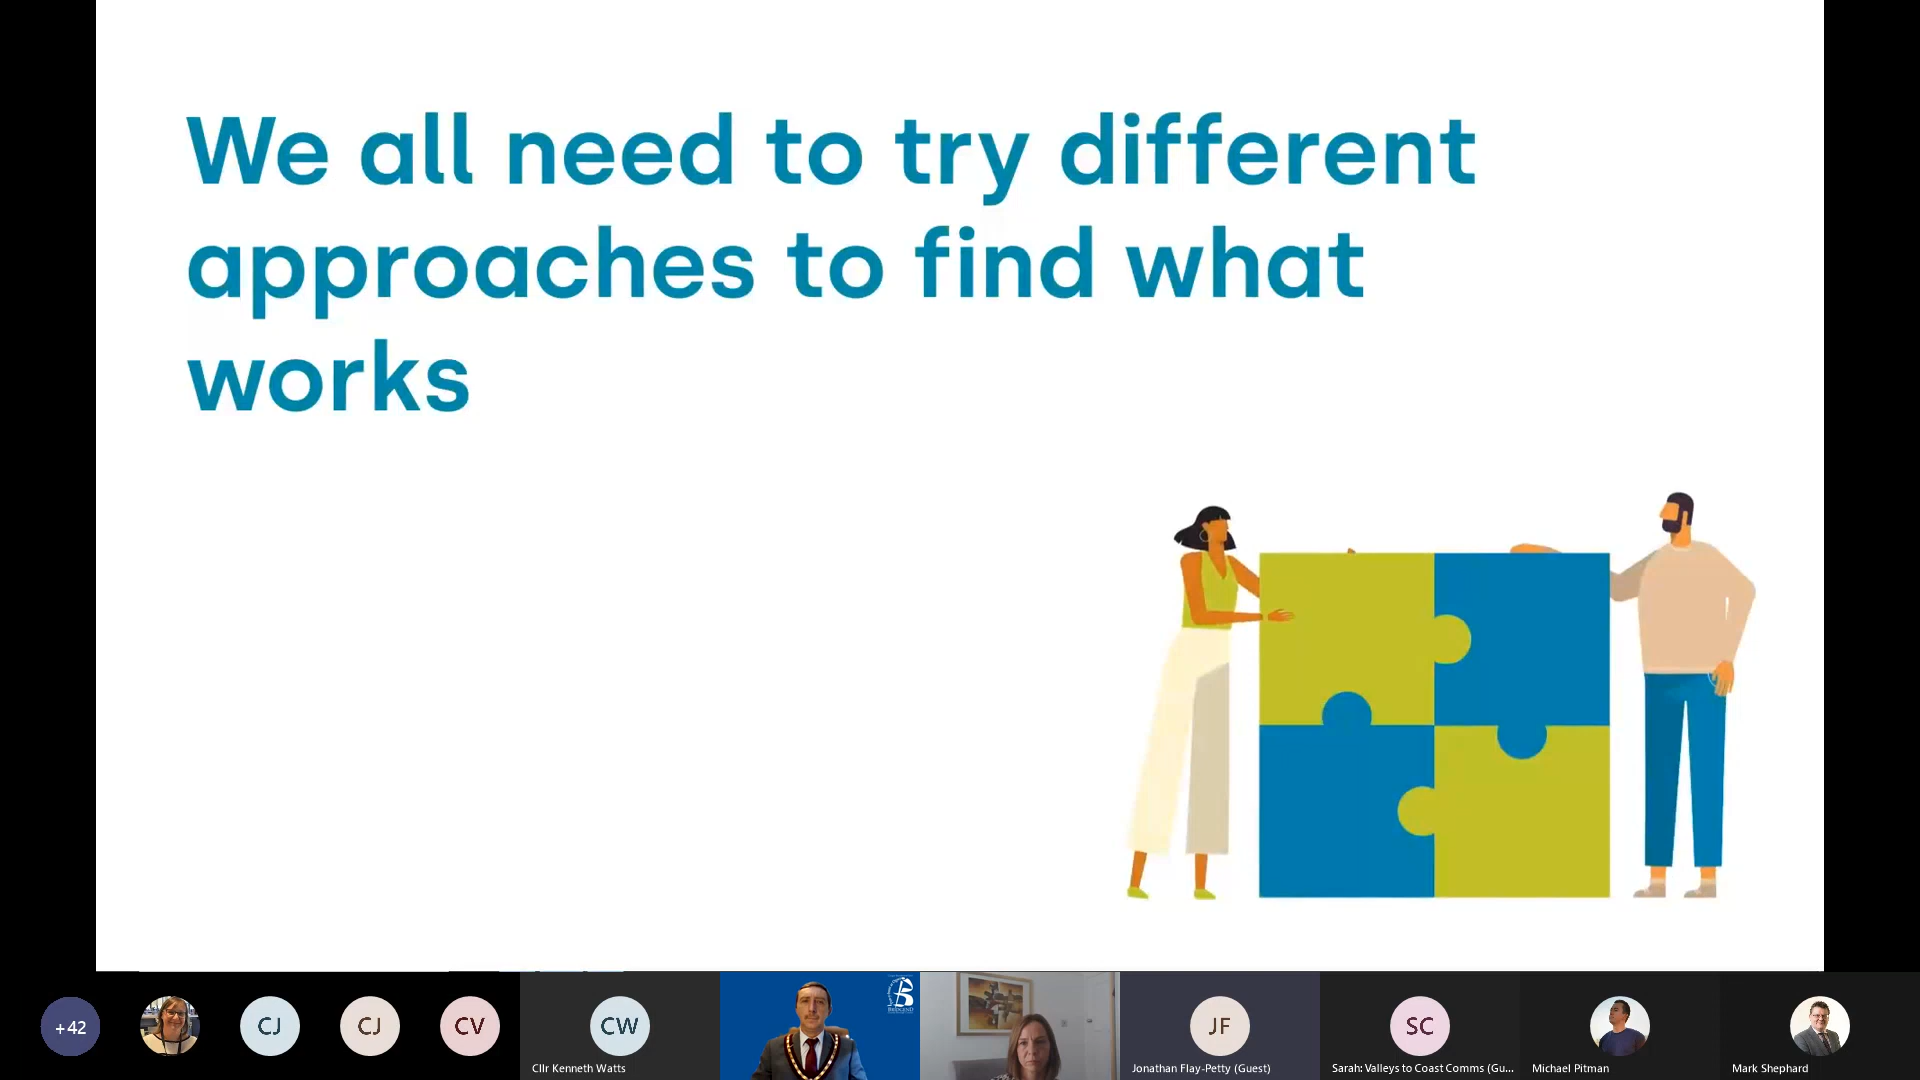 We all need to try different
approaches to find what
works
+42
CJ
CJ
CV
CW
Cllr Kenneth Watts
B
BRIDGEND
JF
Jonathan Flay-Petty (Guest)
SC
Sarah: Valleys to Coast Comms (Gu...
Michael Pitman
Mark Shephard